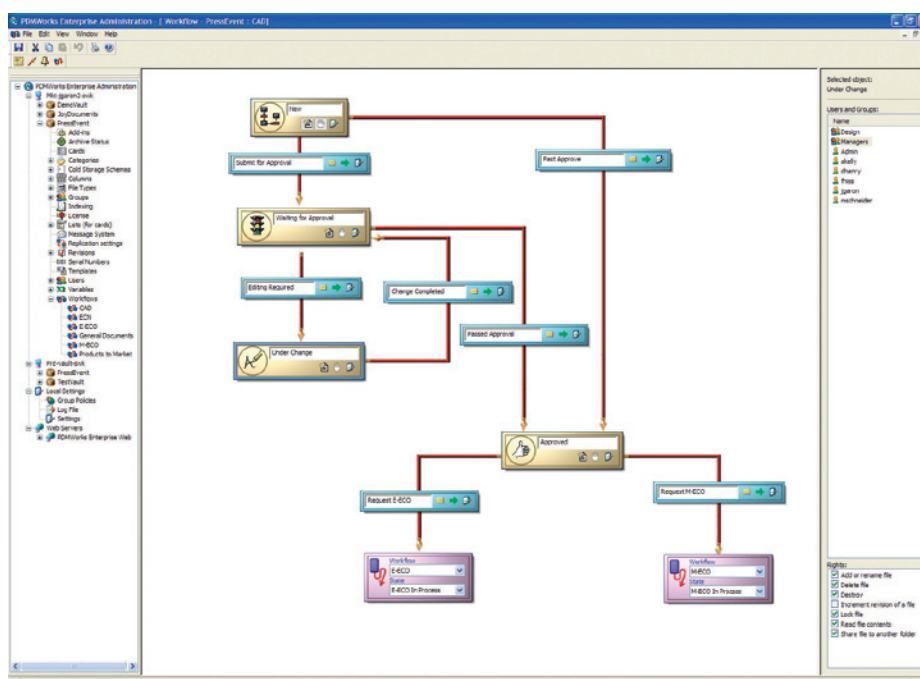 PDMWorks Enterprise Administration - [ Workflow - PressEvent : CAD]
File Edit View Window Help
PDMWorks Enterprise Administration
DemoVault
JoyDocuments
PressEvent
Add-ins
Archive Status
Cards
Categories
Cold Storage Schemes
Columns
File Types
Groups
Indexing
License
Lists (for cards)
Message System
Replication settings
Revisions
Serial Numbers
Templates
Users
Variables
Workflows
CAD
ECN
E-ECO
General Documents
M-ECO
Products to Market
PressEvent
TestVault
Local Settings
Group Policies
Log File
Settings
Web Servers
PDMWorks Enterprise Web
New
Submit for Approval
Fast Approve
Waiting for Approval
Editing Required
Change Completed
Passed Approval
Under Change
Approved
Request E-ECO
Request M-ECO
Workflow
E-ECO
State
E-ECO In Process
Workflow
M-ECO
State
M-ECO In Process
Selected object:
Under Change
Users and Groups:
Name
Design
Managers
Admin
akelly
cherry
jgaron
mschneider
Rights:
Add or rename file
Delete file
Destroy
Increment revision of a file
Lock file
Read file contents
Share file to another folder